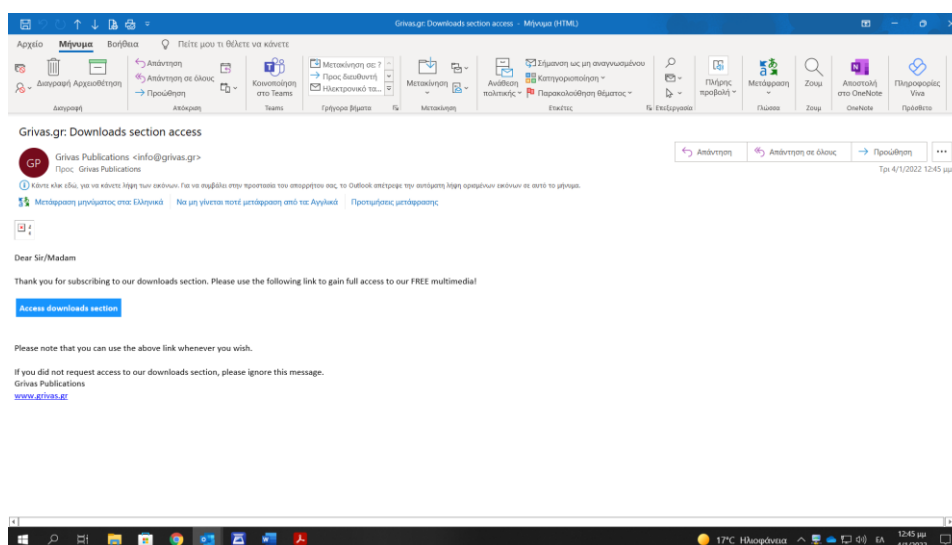 Grivas.gr: Downloads section access - Μήνυμα (HTML)
Αρχείο Μήνυμα Βοήθεια Πείτε μου τι θέλετε να κάνετε
Διαγραφή Αρχειοθέτηση
Απάντηση
Απάντηση σε όλους
Προώθηση
Κοινοποίηση στο Teams
Μετακίνηση σε: ?
Προς διευθυντή
Ηλεκτρονικό τα...
Μετακίνηση
Ανάθεση πολιτικής
Σήμανση ως μη αναγνωσμένου
Κατηγοριοποίηση
Παρακολούθηση θέματος
Πλήρης προβολή
Μετάφραση
Ζουμ
Αποστολή στο OneNote
Πληροφορίες Viva
Διαγραφή Απόκριση Teams Γρήγορα βήματα Μετακίνηση Ετικέτες Επεξεργασία Γλώσσα Ζουμ OneNote Πρόσθετο
Grivas.gr: Downloads section access
GP
Grivas Publications <info@grivas.gr>
Προς Grivas Publications
Απάντηση Απάντηση σε όλους Προώθηση
Τρι 4/1/2022 12:45 μμ
Κάντε κλικ εδώ, για να κάνετε λήψη των εικόνων. Για να συμβάλει στην προστασία του απορρήτου σας, το Outlook απέτρεψε την αυτόματη λήψη ορισμένων εικόνων σε αυτό το μήνυμα.
Μετάφραση μηνύματος στα: Ελληνικά Να μη γίνεται ποτέ μετάφραση από τα: Αγγλικά Προτιμήσεις μετάφρασης
Dear Sir/Madam
Thank you for subscribing to our downloads section. Please use the following link to gain full access to our FREE multimedia!
Access downloads section
Please note that you can use the above link whenever you wish.
If you did not request access to our downloads section, please ignore this message.
Grivas Publications
www.grivas.gr
17°C Ηλιοφάνεια ΕΛ 12:45 μμ